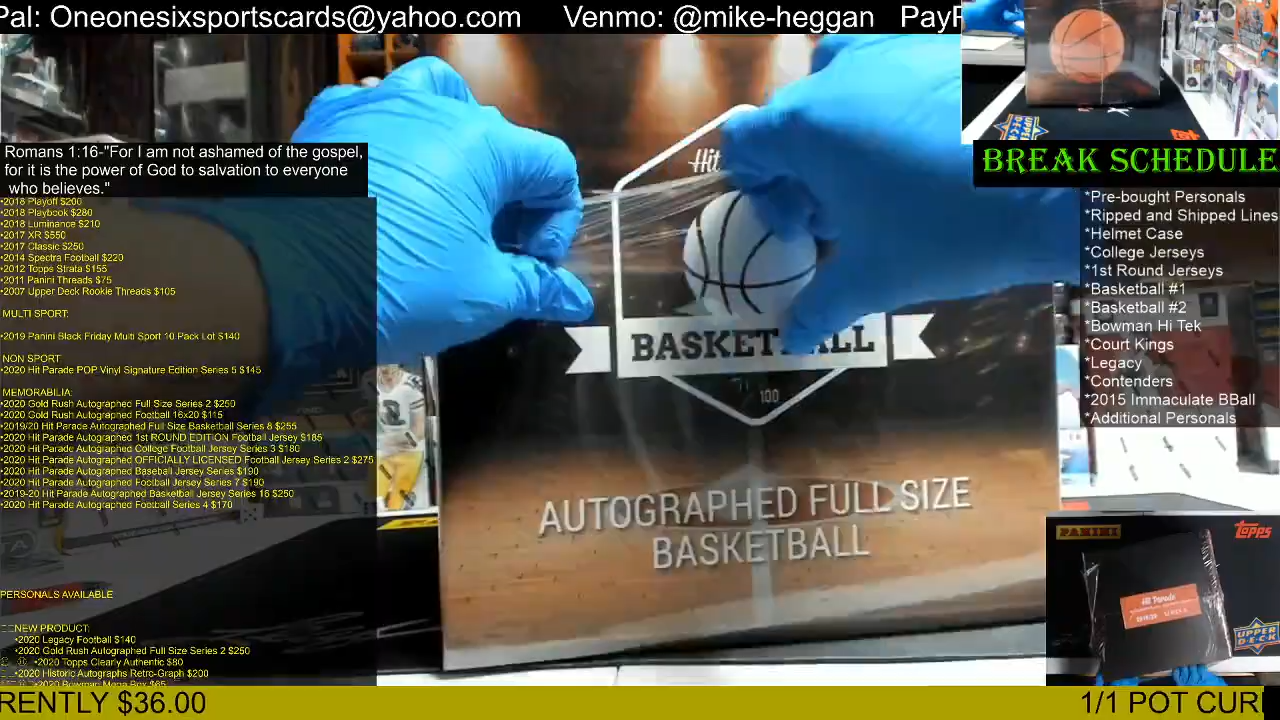 Pal: Oneonesixsportscards@yahoo.com Venmo: @mike-heggan PayP
Romans 1:16-"For I am not ashamed of the gospel,
for it is the power of God to salvation to everyone
who believes."
•2018 Playoff $200
•2018 Playbook $280
•2018 Luminance $210
•2017 XR $550
•2017 Classic $250
•2014 Spectra Football $220
•2012 Topps Strata $155
•2011 Panini Threads $75
•2007 Upper Deck Rookie Threads $105
MULTI SPORT:
•2019 Panini Black Friday Multi Sport 10 Pack Lot $140
NON SPORT:
•2020 Hit Parade POP Vinyl Signature Edition Series 5 $145
MEMORABILIA:
•2020 Gold Rush Autographed Full Size Series 2 $250
•2020 Gold Rush Autographed Football 16x20 $115
•2019/20 Hit Parade Autographed Full Size Basketball Series 8 $255
•2020 Hit Parade Autographed 1st ROUND EDITION Football Jersey $185
•2020 Hit Parade Autographed College Football Jersey Series 3 $180
•2020 Hit Parade Autographed OFFICIALLY LICENSED Football Jersey Series 2 $275
•2020 Hit Parade Autographed Baseball Jersey Series $190
•2020 Hit Parade Autographed Football Jersey Series 7 $190
•2019-20 Hit Parade Autographed Basketball Jersey Series 16 $250
•2020 Hit Parade Autographed Football Series 4 $170
PERSONALS AVAILABLE
NEW PRODUCT:
•2020 Legacy Football $140
•2020 Gold Rush Autographed Full Size Series 2 $250
•2020 Topps Clearly Authentic $80
•2020 Historic Autographs Retro-Graph $200
Hit
BASKETBALL
100
AUTOGRAPHED FULL SIZE
BASKETBALL
UPPER DECK
BREAK SCHEDULE
*Pre-bought Personals
*Ripped and Shipped Lines
*Helmet Case
*College Jerseys
*1st Round Jerseys
*Basketball #1
*Basketball #2
*Bowman Hi Tek
*Court Kings
*Legacy
*Contenders
*2015 Immaculate BBall
*Additional Personals
PANINI
topps
Hit Parade
UPPER DECK
RENTLY $36.00 1/1 POT CURR